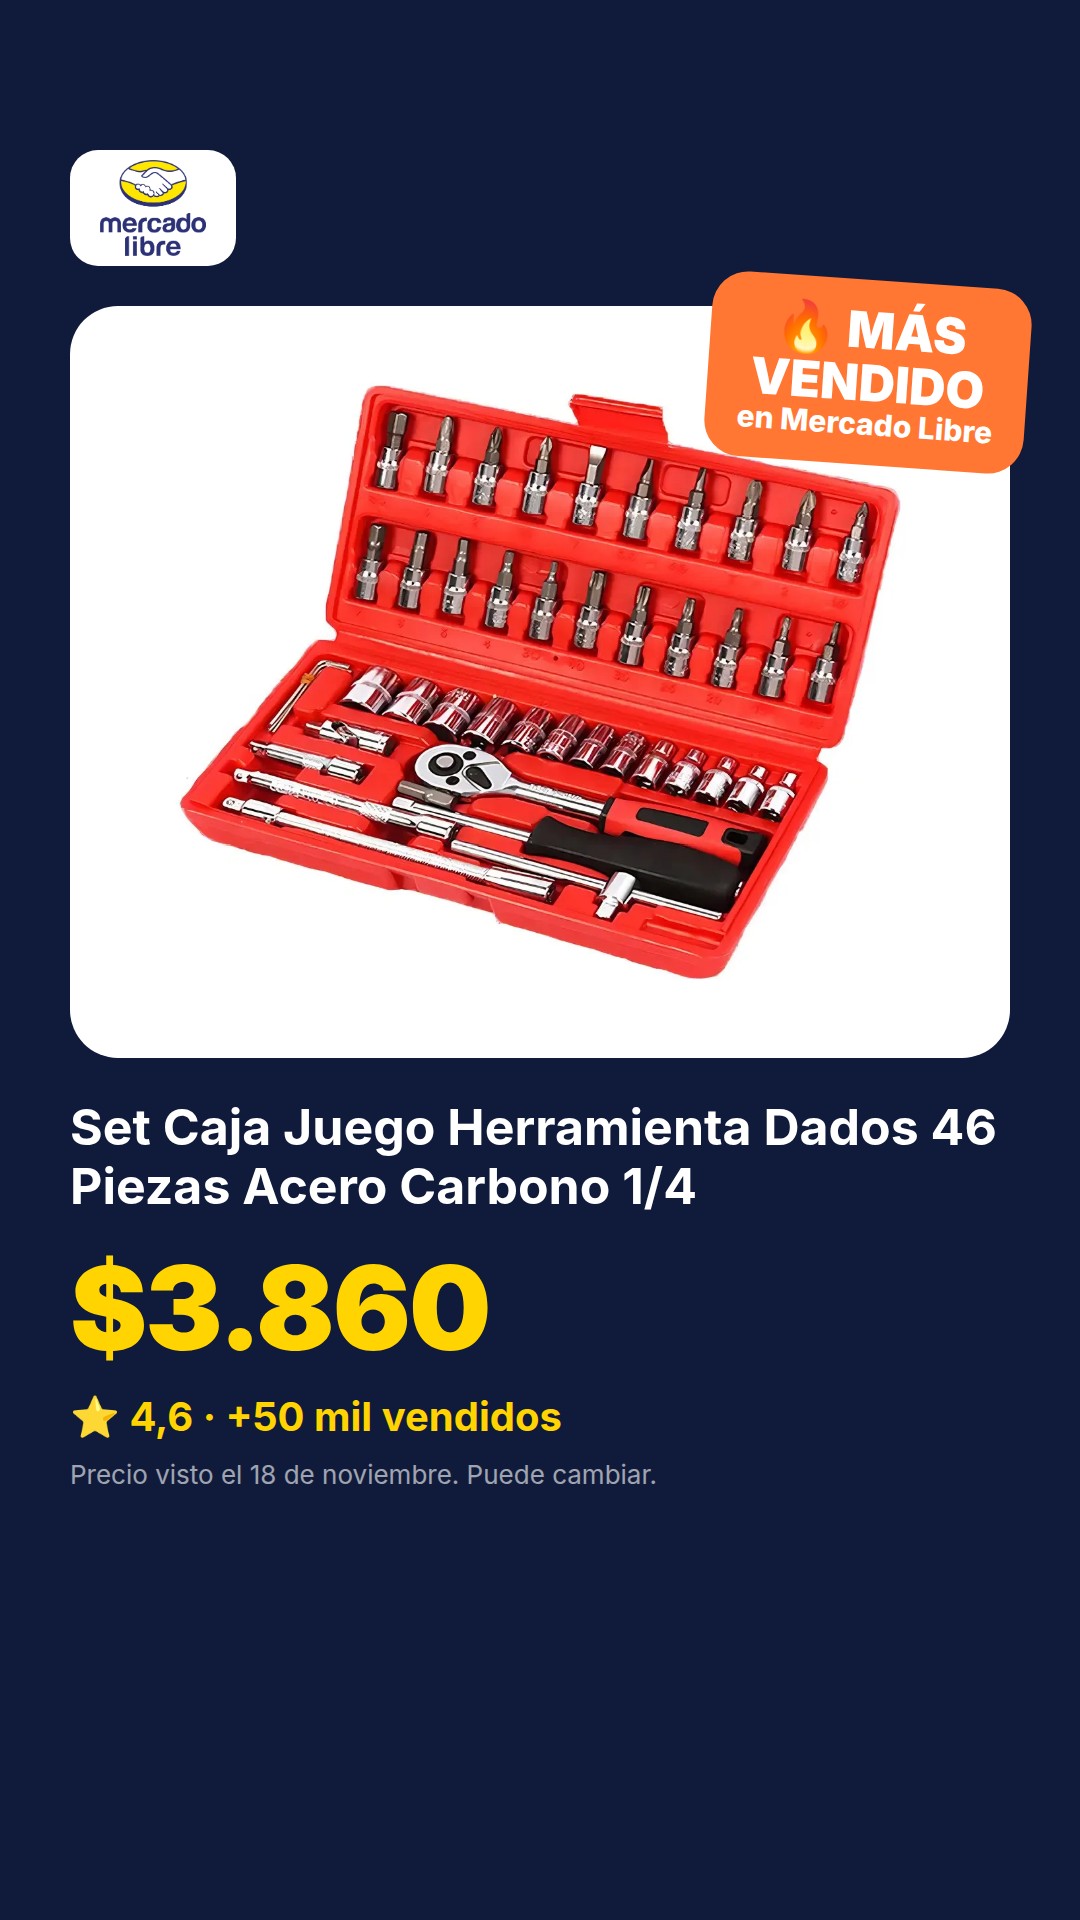 mercado
libre
🔥 MÁS
VENDIDO
en Mercado Libre
Set Caja Juego Herramienta Dados 46
Piezas Acero Carbono 1/4
$3.860
⭐ 4,6 · +50 mil vendidos
Precio visto el 18 de noviembre. Puede cambiar.